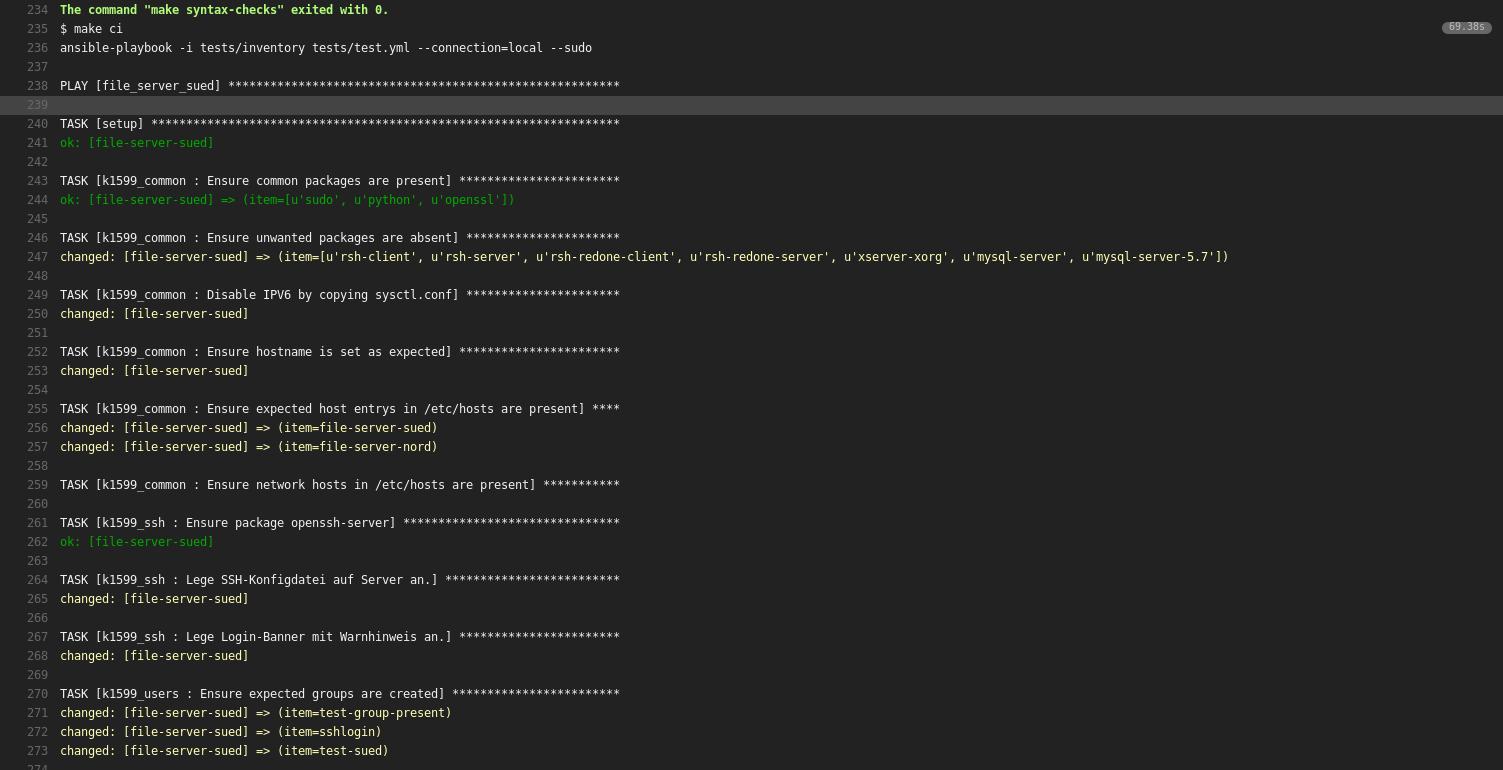 234 The command "make syntax-checks" exited with 0.
235 $ make ci 69.38s
236 ansible-playbook -i tests/inventory tests/test.yml --connection=local --sudo
237
238 PLAY [file_server_sued] ********************************************************
239
240 TASK [setup] *******************************************************************
241 ok: [file-server-sued]
242
243 TASK [k1599_common : Ensure common packages are present] ***********************
244 ok: [file-server-sued] => (item=[u'sudo', u'python', u'openssl'])
245
246 TASK [k1599_common : Ensure unwanted packages are absent] **********************
247 changed: [file-server-sued] => (item=[u'rsh-client', u'rsh-server', u'rsh-redone-client', u'rsh-redone-server', u'xserver-xorg', u'mysql-server', u'mysql-server-5.7'])
248
249 TASK [k1599_common : Disable IPV6 by copying sysctl.conf] **********************
250 changed: [file-server-sued]
251
252 TASK [k1599_common : Ensure hostname is set as expected] ***********************
253 changed: [file-server-sued]
254
255 TASK [k1599_common : Ensure expected host entrys in /etc/hosts are present] ****
256 changed: [file-server-sued] => (item=file-server-sued)
257 changed: [file-server-sued] => (item=file-server-nord)
258
259 TASK [k1599_common : Ensure network hosts in /etc/hosts are present] ***********
260
261 TASK [k1599_ssh : Ensure package openssh-server] *******************************
262 ok: [file-server-sued]
263
264 TASK [k1599_ssh : Lege SSH-Konfigdatei auf Server an.] *************************
265 changed: [file-server-sued]
266
267 TASK [k1599_ssh : Lege Login-Banner mit Warnhinweis an.] ***********************
268 changed: [file-server-sued]
269
270 TASK [k1599_users : Ensure expected groups are created] ************************
271 changed: [file-server-sued] => (item=test-group-present)
272 changed: [file-server-sued] => (item=sshlogin)
273 changed: [file-server-sued] => (item=test-sued)
274